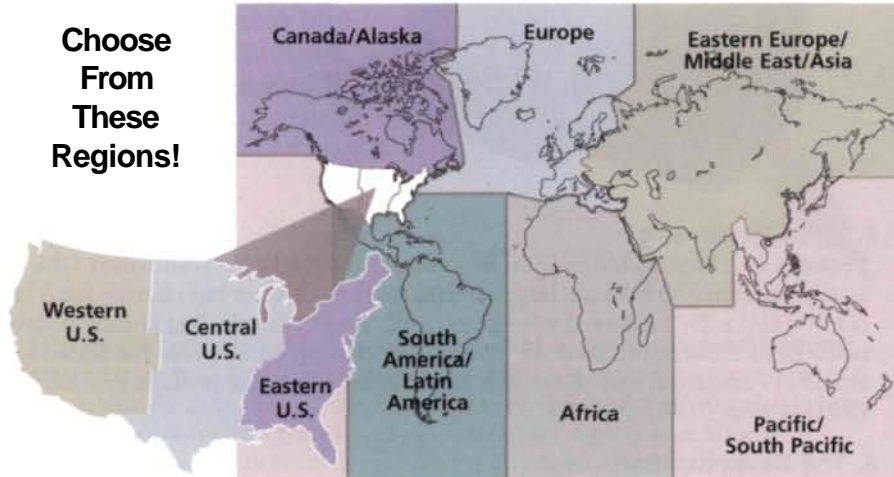 Choose
From
These
Regions!
Canada/Alaska
Europe
Eastern Europe/
Middle East/Asia
Western
U.S.
Central
U.S.
Eastern
U.S.
South
America/
Latin
America
Africa
Pacific/
South Pacific